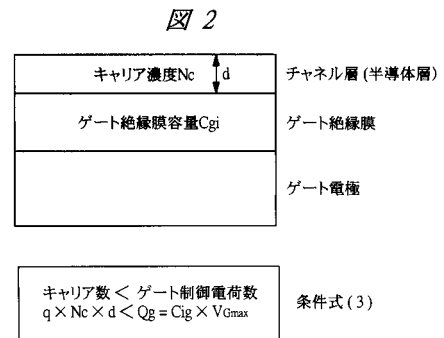 図 2
キャリア濃度Nc d チャネル層 (半導体層)
ゲート絶縁膜容量Cgi ゲート絶縁膜
ゲート電極
キャリア数 < ゲート制御電荷数
q × Nc × d < Qg = Cig × VGmax
条件式 (3)